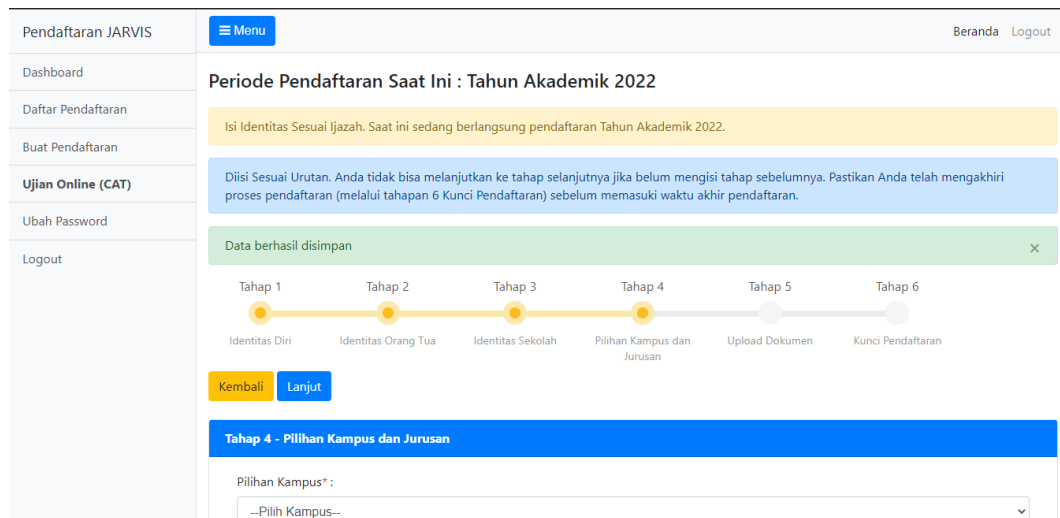 Pendaftaran JARVIS
Menu
Beranda Logout
Dashboard
Daftar Pendaftaran
Buat Pendaftaran
Ujian Online (CAT)
Ubah Password
Logout
Periode Pendaftaran Saat Ini : Tahun Akademik 2022
Isi Identitas Sesuai Ijazah. Saat ini sedang berlangsung pendaftaran Tahun Akademik 2022.
Diisi Sesuai Urutan. Anda tidak bisa melanjutkan ke tahap selanjutnya jika belum mengisi tahap sebelumnya. Pastikan Anda telah mengakhiri
proses pendaftaran (melalui tahapan 6 Kunci Pendaftaran) sebelum memasuki waktu akhir pendaftaran.
Data berhasil disimpan ×
Tahap 1 Tahap 2 Tahap 3 Tahap 4 Tahap 5 Tahap 6
Identitas Diri Identitas Orang Tua Identitas Sekolah Pilihan Kampus dan Upload Dokumen Kunci Pendaftaran
Jurusan
Kembali Lanjut
Tahap 4 - Pilihan Kampus dan Jurusan
Pilihan Kampus* :
--Pilih Kampus--